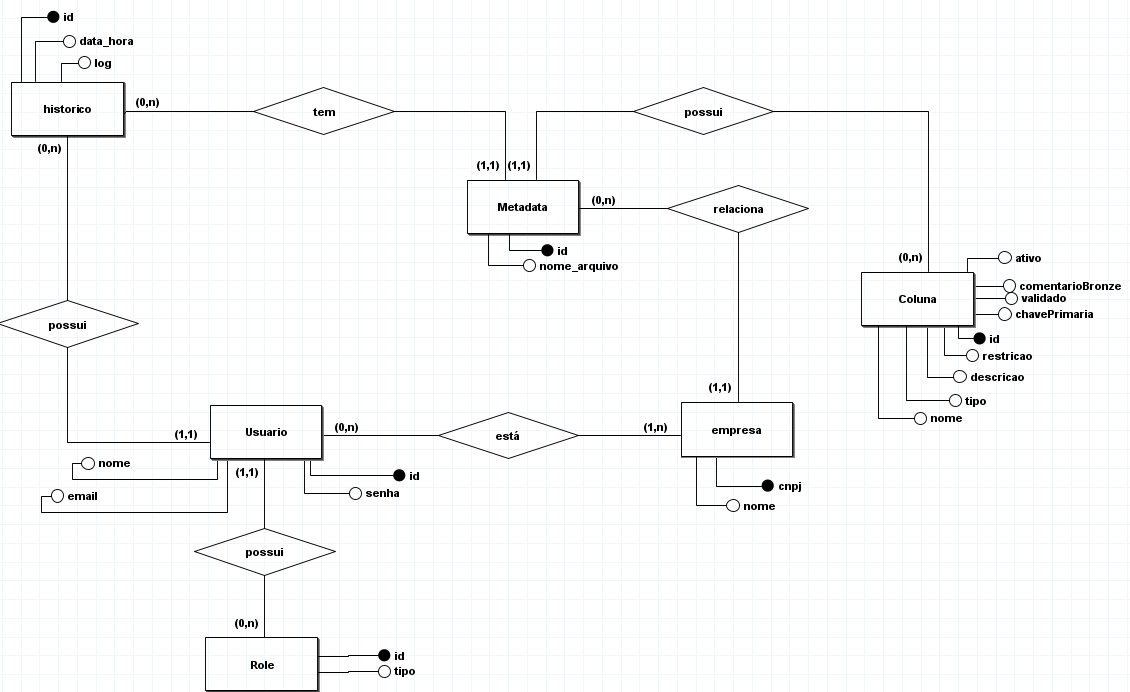 id
data_hora
log
historico
(0,n)
tem
possui
(0,n)
(1,1)
(1,1)
Metadata
(0,n)
relaciona
id
nome_arquivo
(0,n)
ativo
Coluna
comentarioBronze
validado
chavePrimaria
possui
id
restricao
descricao
tipo
nome
(1,1)
(1,1)
Usuario
(0,n)
está
(1,n)
empresa
nome
(1,1)
id
email
senha
cnpj
nome
possui
(0,n)
Role
id
tipo